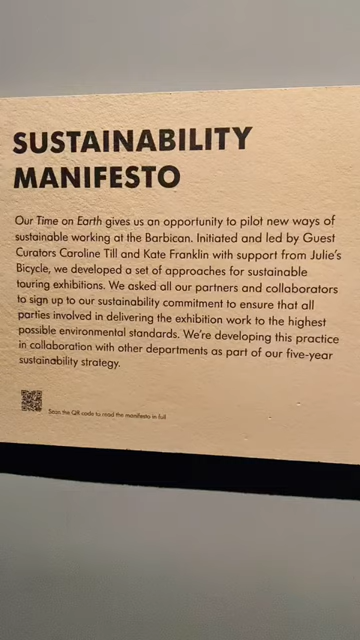 SUSTAINABILITY
MANIFESTO
Our Time on Earth gives us an opportunity to pilot new ways of
sustainable working at the Barbican. Initiated and led by Guest
Curators Caroline Till and Kate Franklin with support from Julie's
Bicycle, we developed a set of approaches for sustainable
touring exhibitions. We asked all our partners and collaborators
to sign up to our sustainability commitment to ensure that all
parties involved in delivering the exhibition work to the highest
possible environmental standards. We're developing this practice
in collaboration with other departments as part of our five-year
sustainability strategy.
Scan the QR code to read the manifesto in full